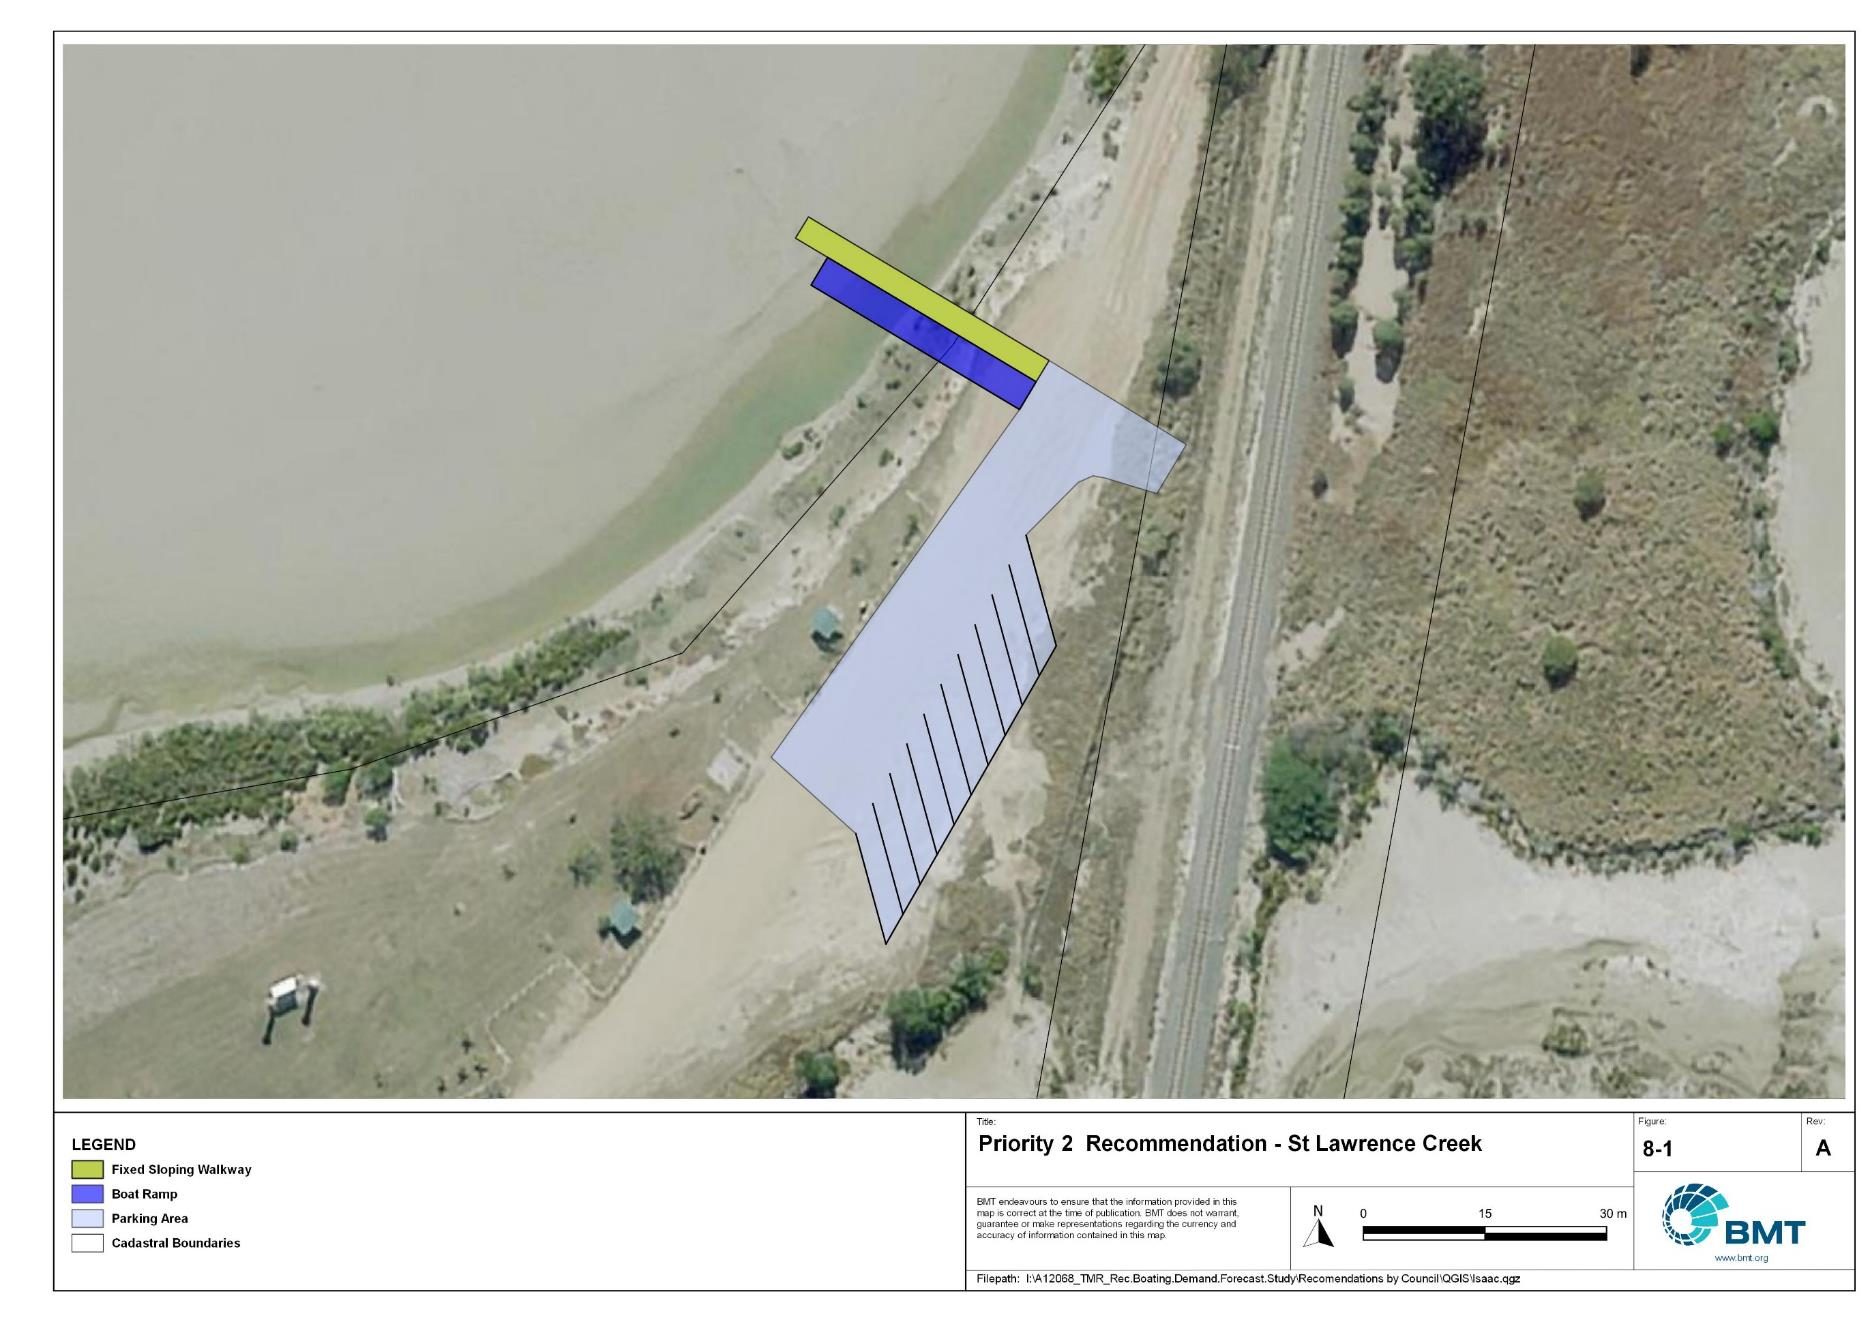 LEGEND
Fixed Sloping Walkway
Boat Ramp
Parking Area
Cadastral Boundaries
Title:
Priority 2 Recommendation - St Lawrence Creek
Figure:
8-1
Rev:
A
BMT endeavours to ensure that the information provided in this
map is correct at the time of publication. BMT does not warrant,
guarantee or make representations regarding the currency and
accuracy of information contained in this map.
N
0 15 30 m
BMT
www.bmt.org
Filepath: I:\A12068_TMR_Rec.Boating.Demand.Forecast.Study\Recomendations by Council\QGIS\Isaac.qgz